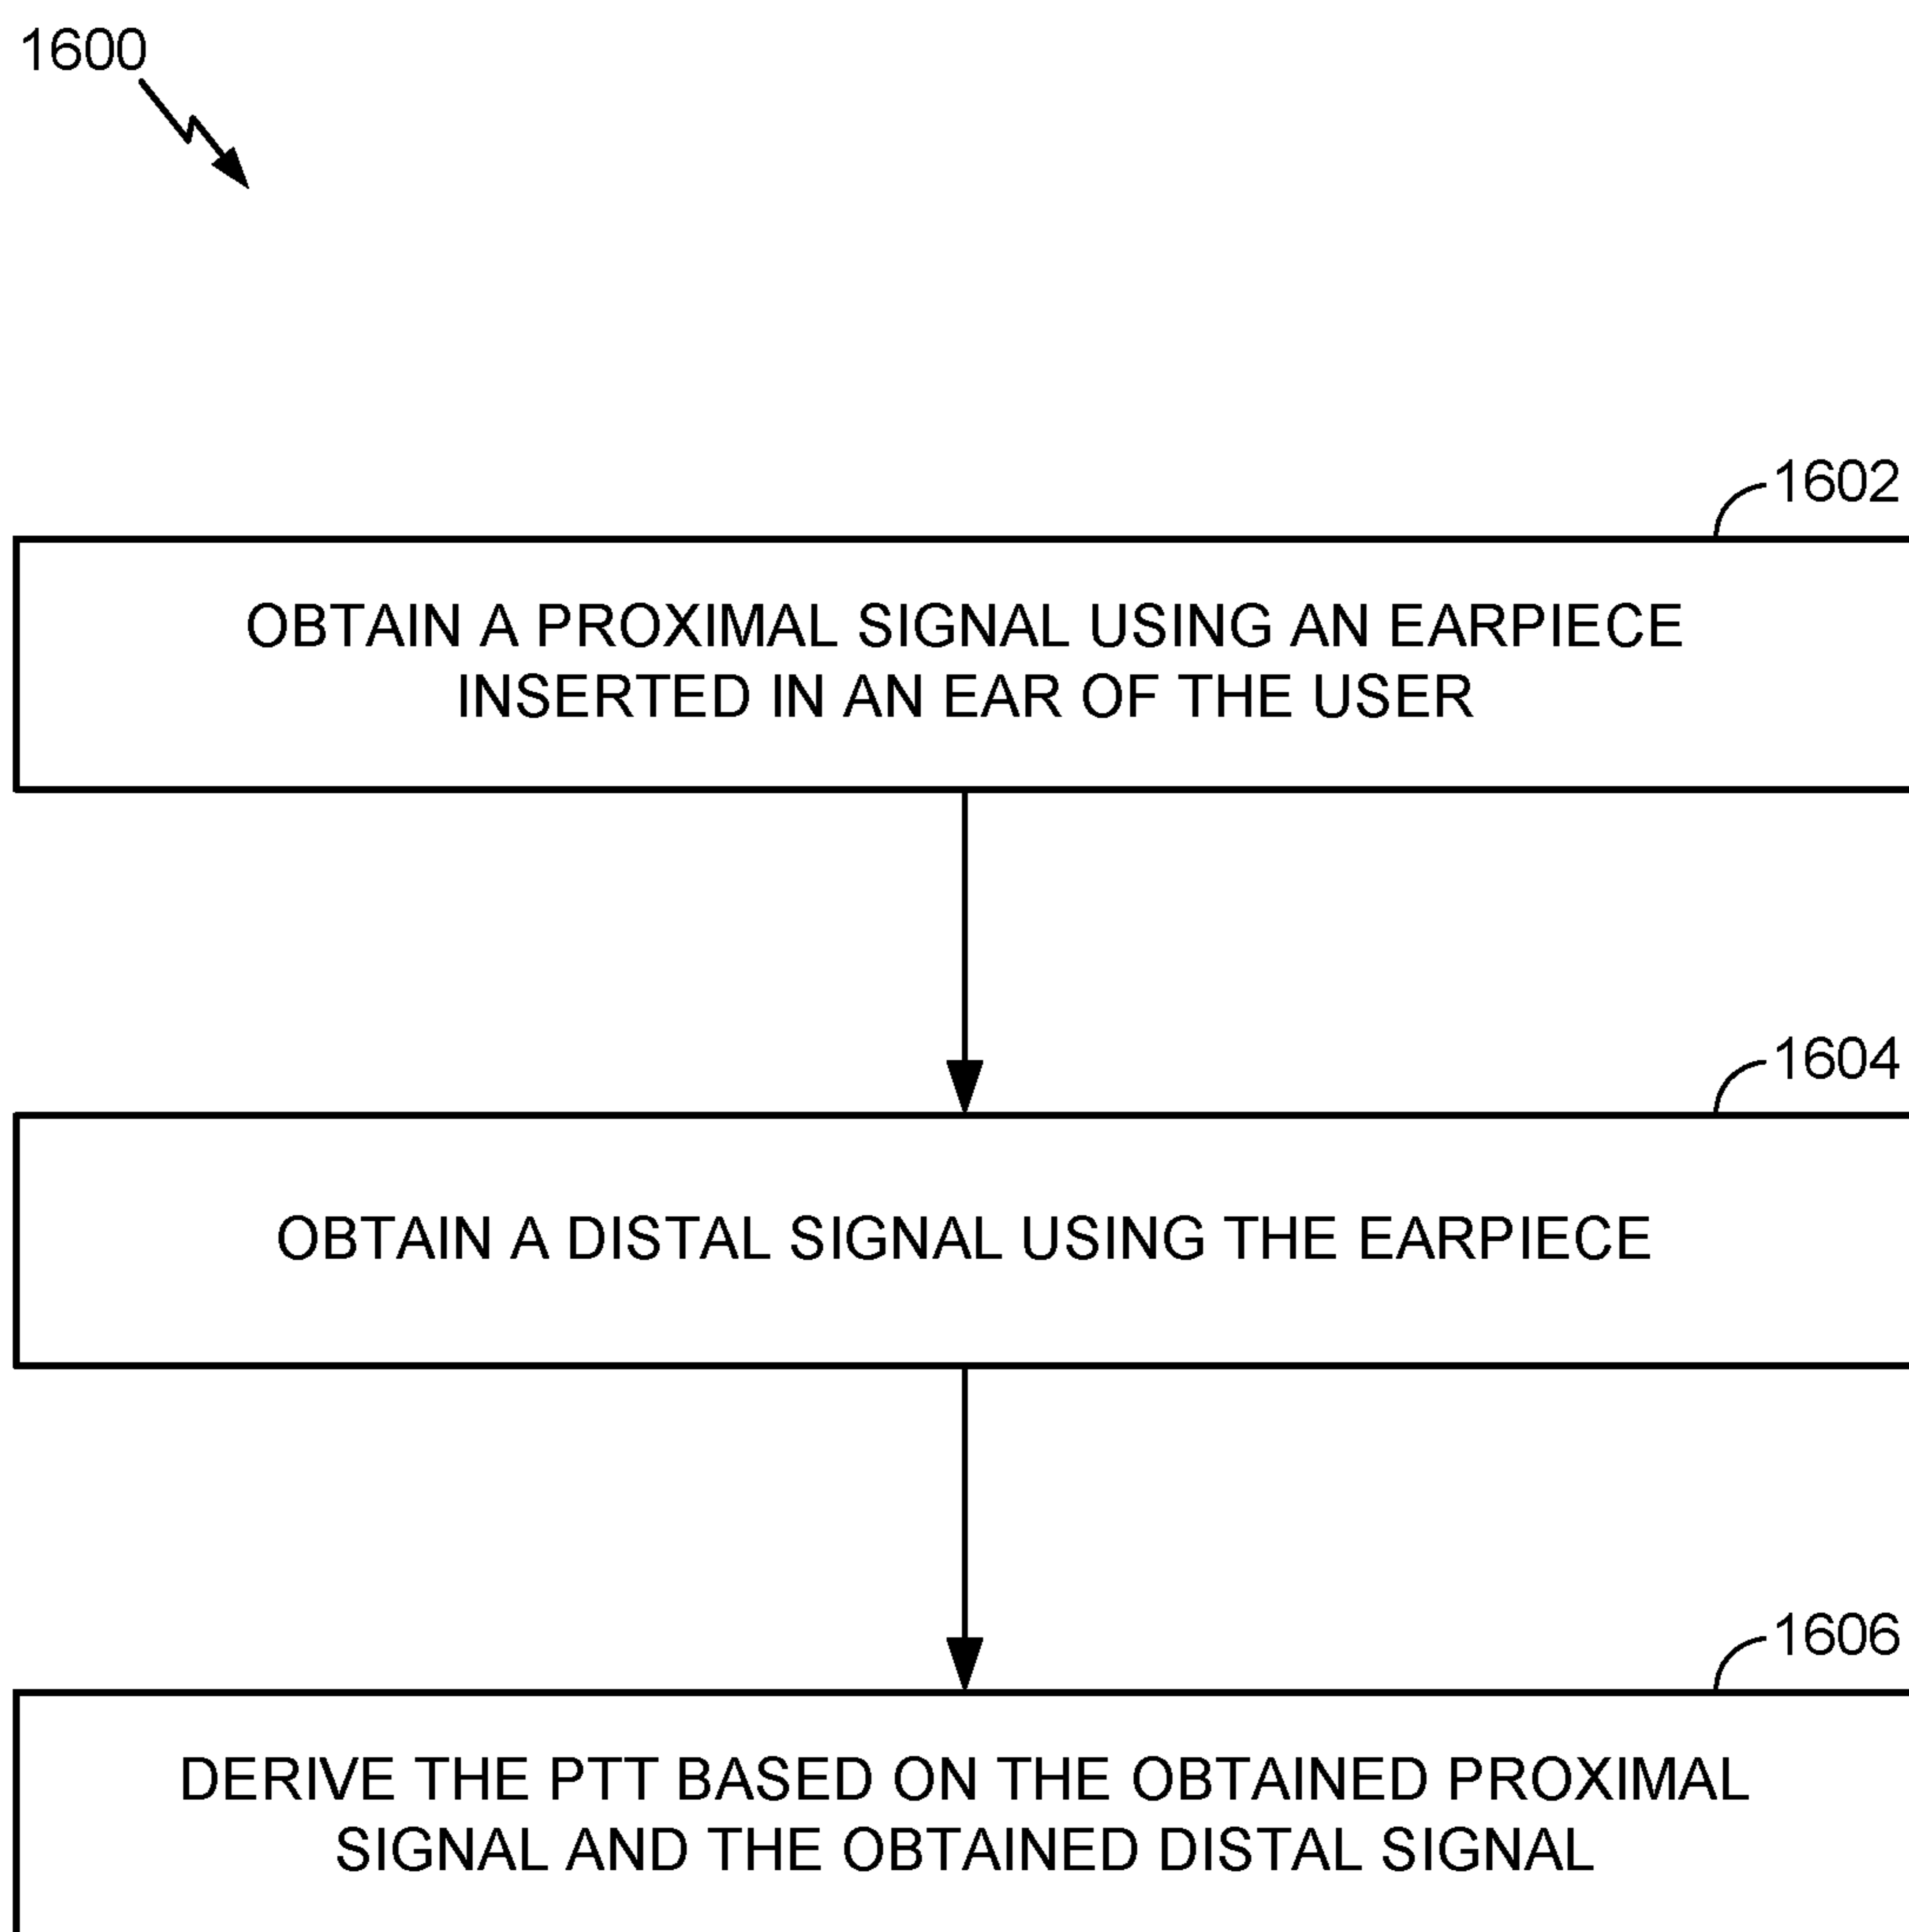 1600
1602
OBTAIN A PROXIMAL SIGNAL USING AN EARPIECE
INSERTED IN AN EAR OF THE USER
1604
OBTAIN A DISTAL SIGNAL USING THE EARPIECE
1606
DERIVE THE PTT BASED ON THE OBTAINED PROXIMAL
SIGNAL AND THE OBTAINED DISTAL SIGNAL